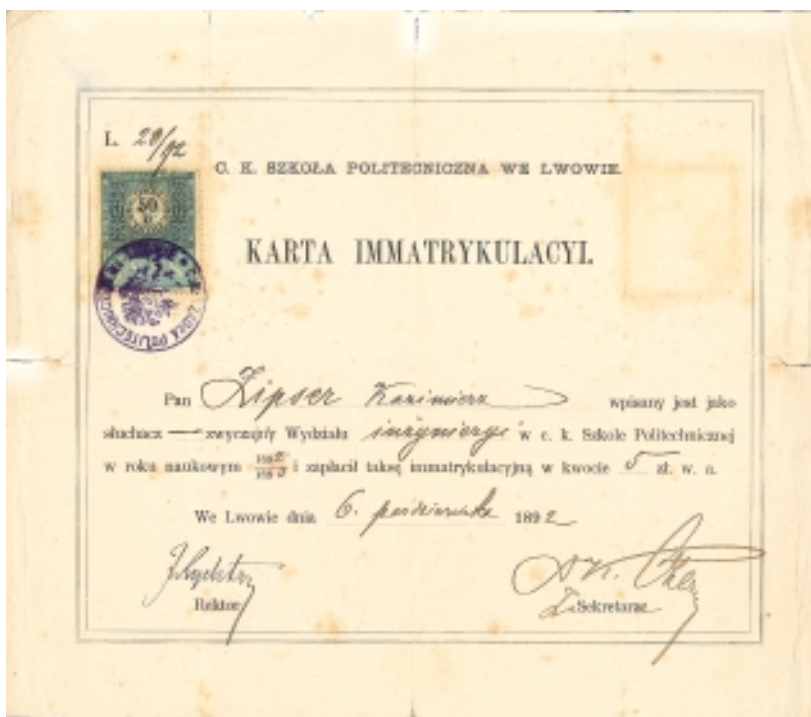 L. 20/92
50
C. K. SZKOŁA POLITECHNICZNA WE LWOWIE.
KARTA IMMATRYKULACYI.
Pan Zipser Kazimierz wpisany jest jako
słuchacz — zwyczajny Wydziału inżynieryi w c. k. Szkole Politechnicznej
w roku naukowym 1892/1893 i zapłacił taksę immatrykulacyjną w kwocie 5 zł. w. a.
We Lwowie dnia 6. października 1892
Rektor
Sekretarz